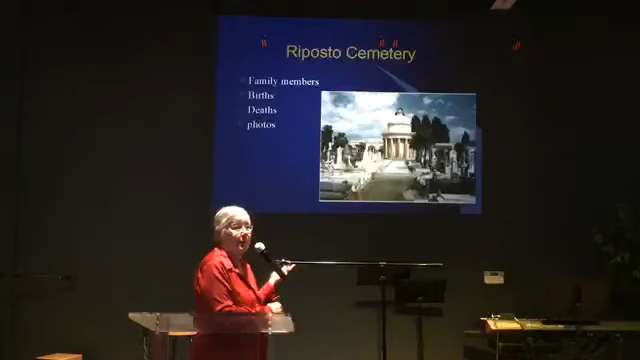 Riposto Cemetery
Family members
Births
Deaths
photos